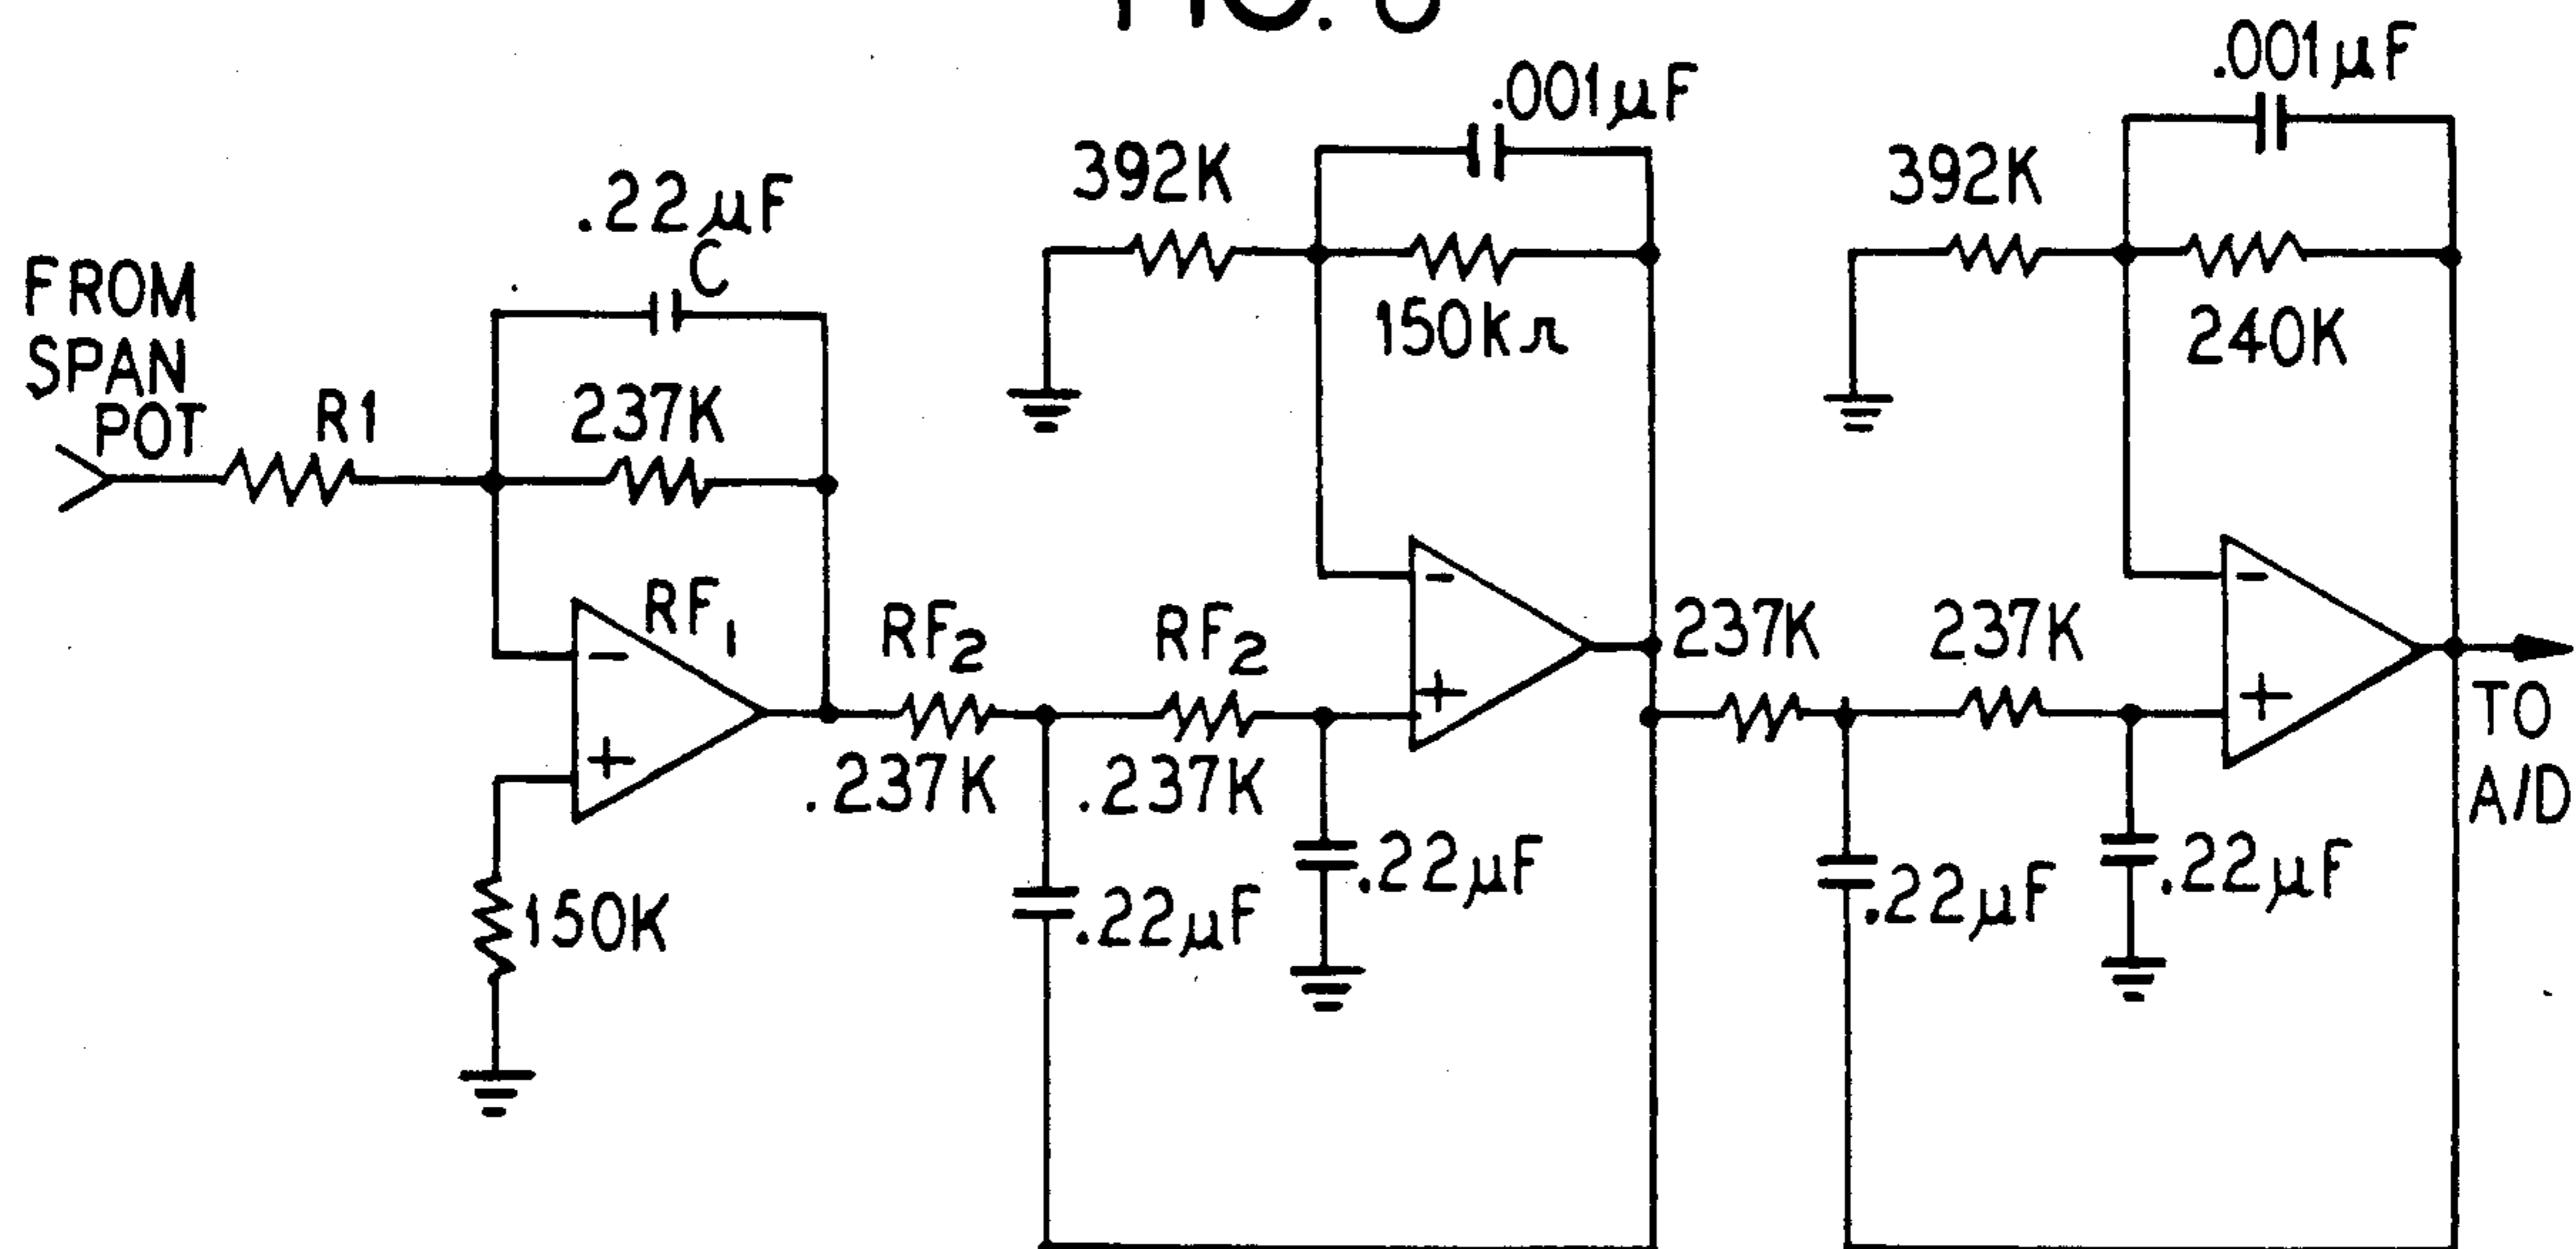 .001µF
.001µF
392K
392K
.22µF
C
FROM
SPAN
POT
R1
237K
150KΩ
240K
RF1
RF2
RF2
237K
237K
-
+
-
+
-
+
.237K
.237K
TO
A/D
150K
.22µF
.22µF
.22µF
.22µF